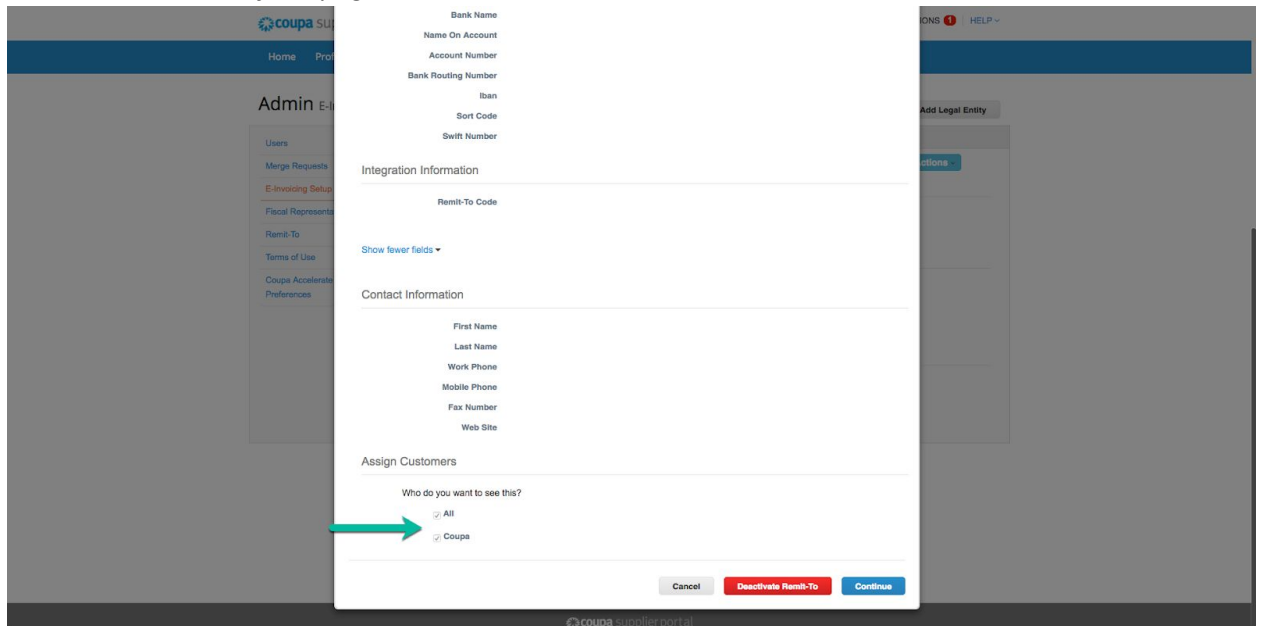 coupa sup
Bank Name
IONS 1 HELP
Name On Account
Home Prof
Account Number
Bank Routing Number
Iban
Admin E-I
Add Legal Entity
Sort Code
Swift Number
Users
Merge Requests
ctions
Integration Information
E-Invoicing Setup
Remit-To Code
Fiscal Representa
Remit-To
Show fewer fields
Terms of Use
Coupa Accelerate
Preferences
Contact Information
First Name
Last Name
Work Phone
Mobile Phone
Fax Number
Web Site
Assign Customers
Who do you want to see this?
All
Coupa
Cancel Deactivate Remit-To Continue
coupa supplier portal